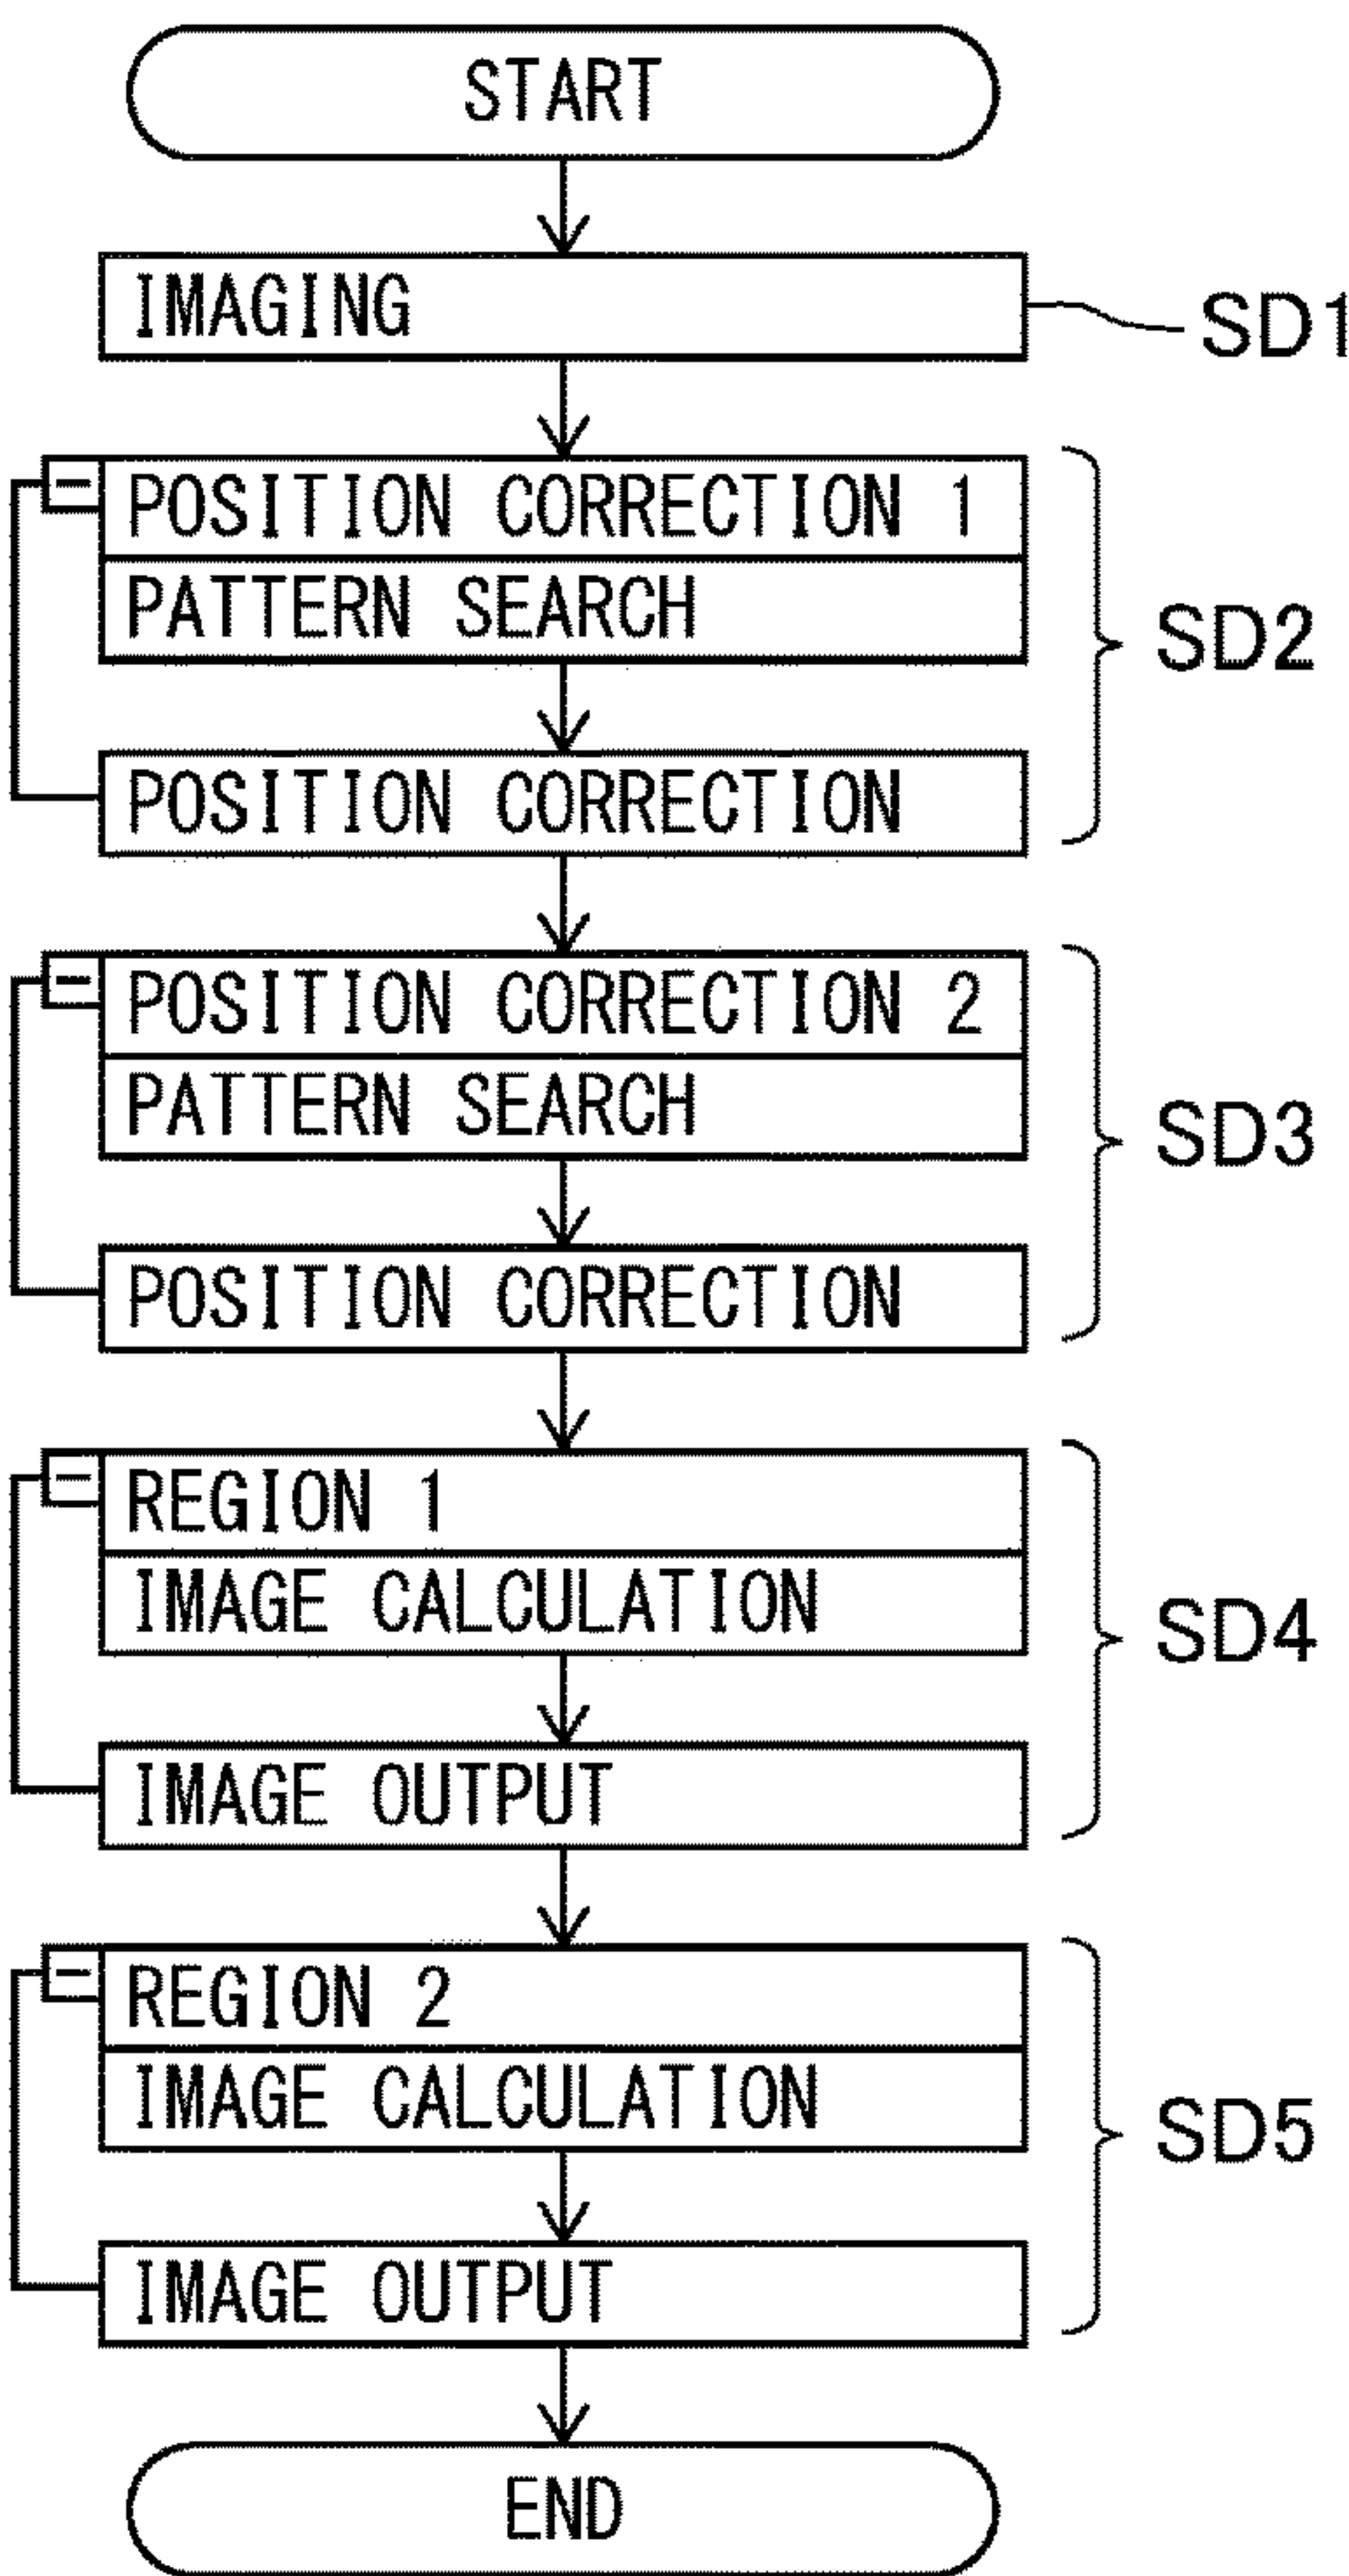 START
IMAGING
SD1
POSITION CORRECTION 1
PATTERN SEARCH
SD2
POSITION CORRECTION
POSITION CORRECTION 2
PATTERN SEARCH
SD3
POSITION CORRECTION
REGION 1
IMAGE CALCULATION
SD4
IMAGE OUTPUT
REGION 2
IMAGE CALCULATION
SD5
IMAGE OUTPUT
END